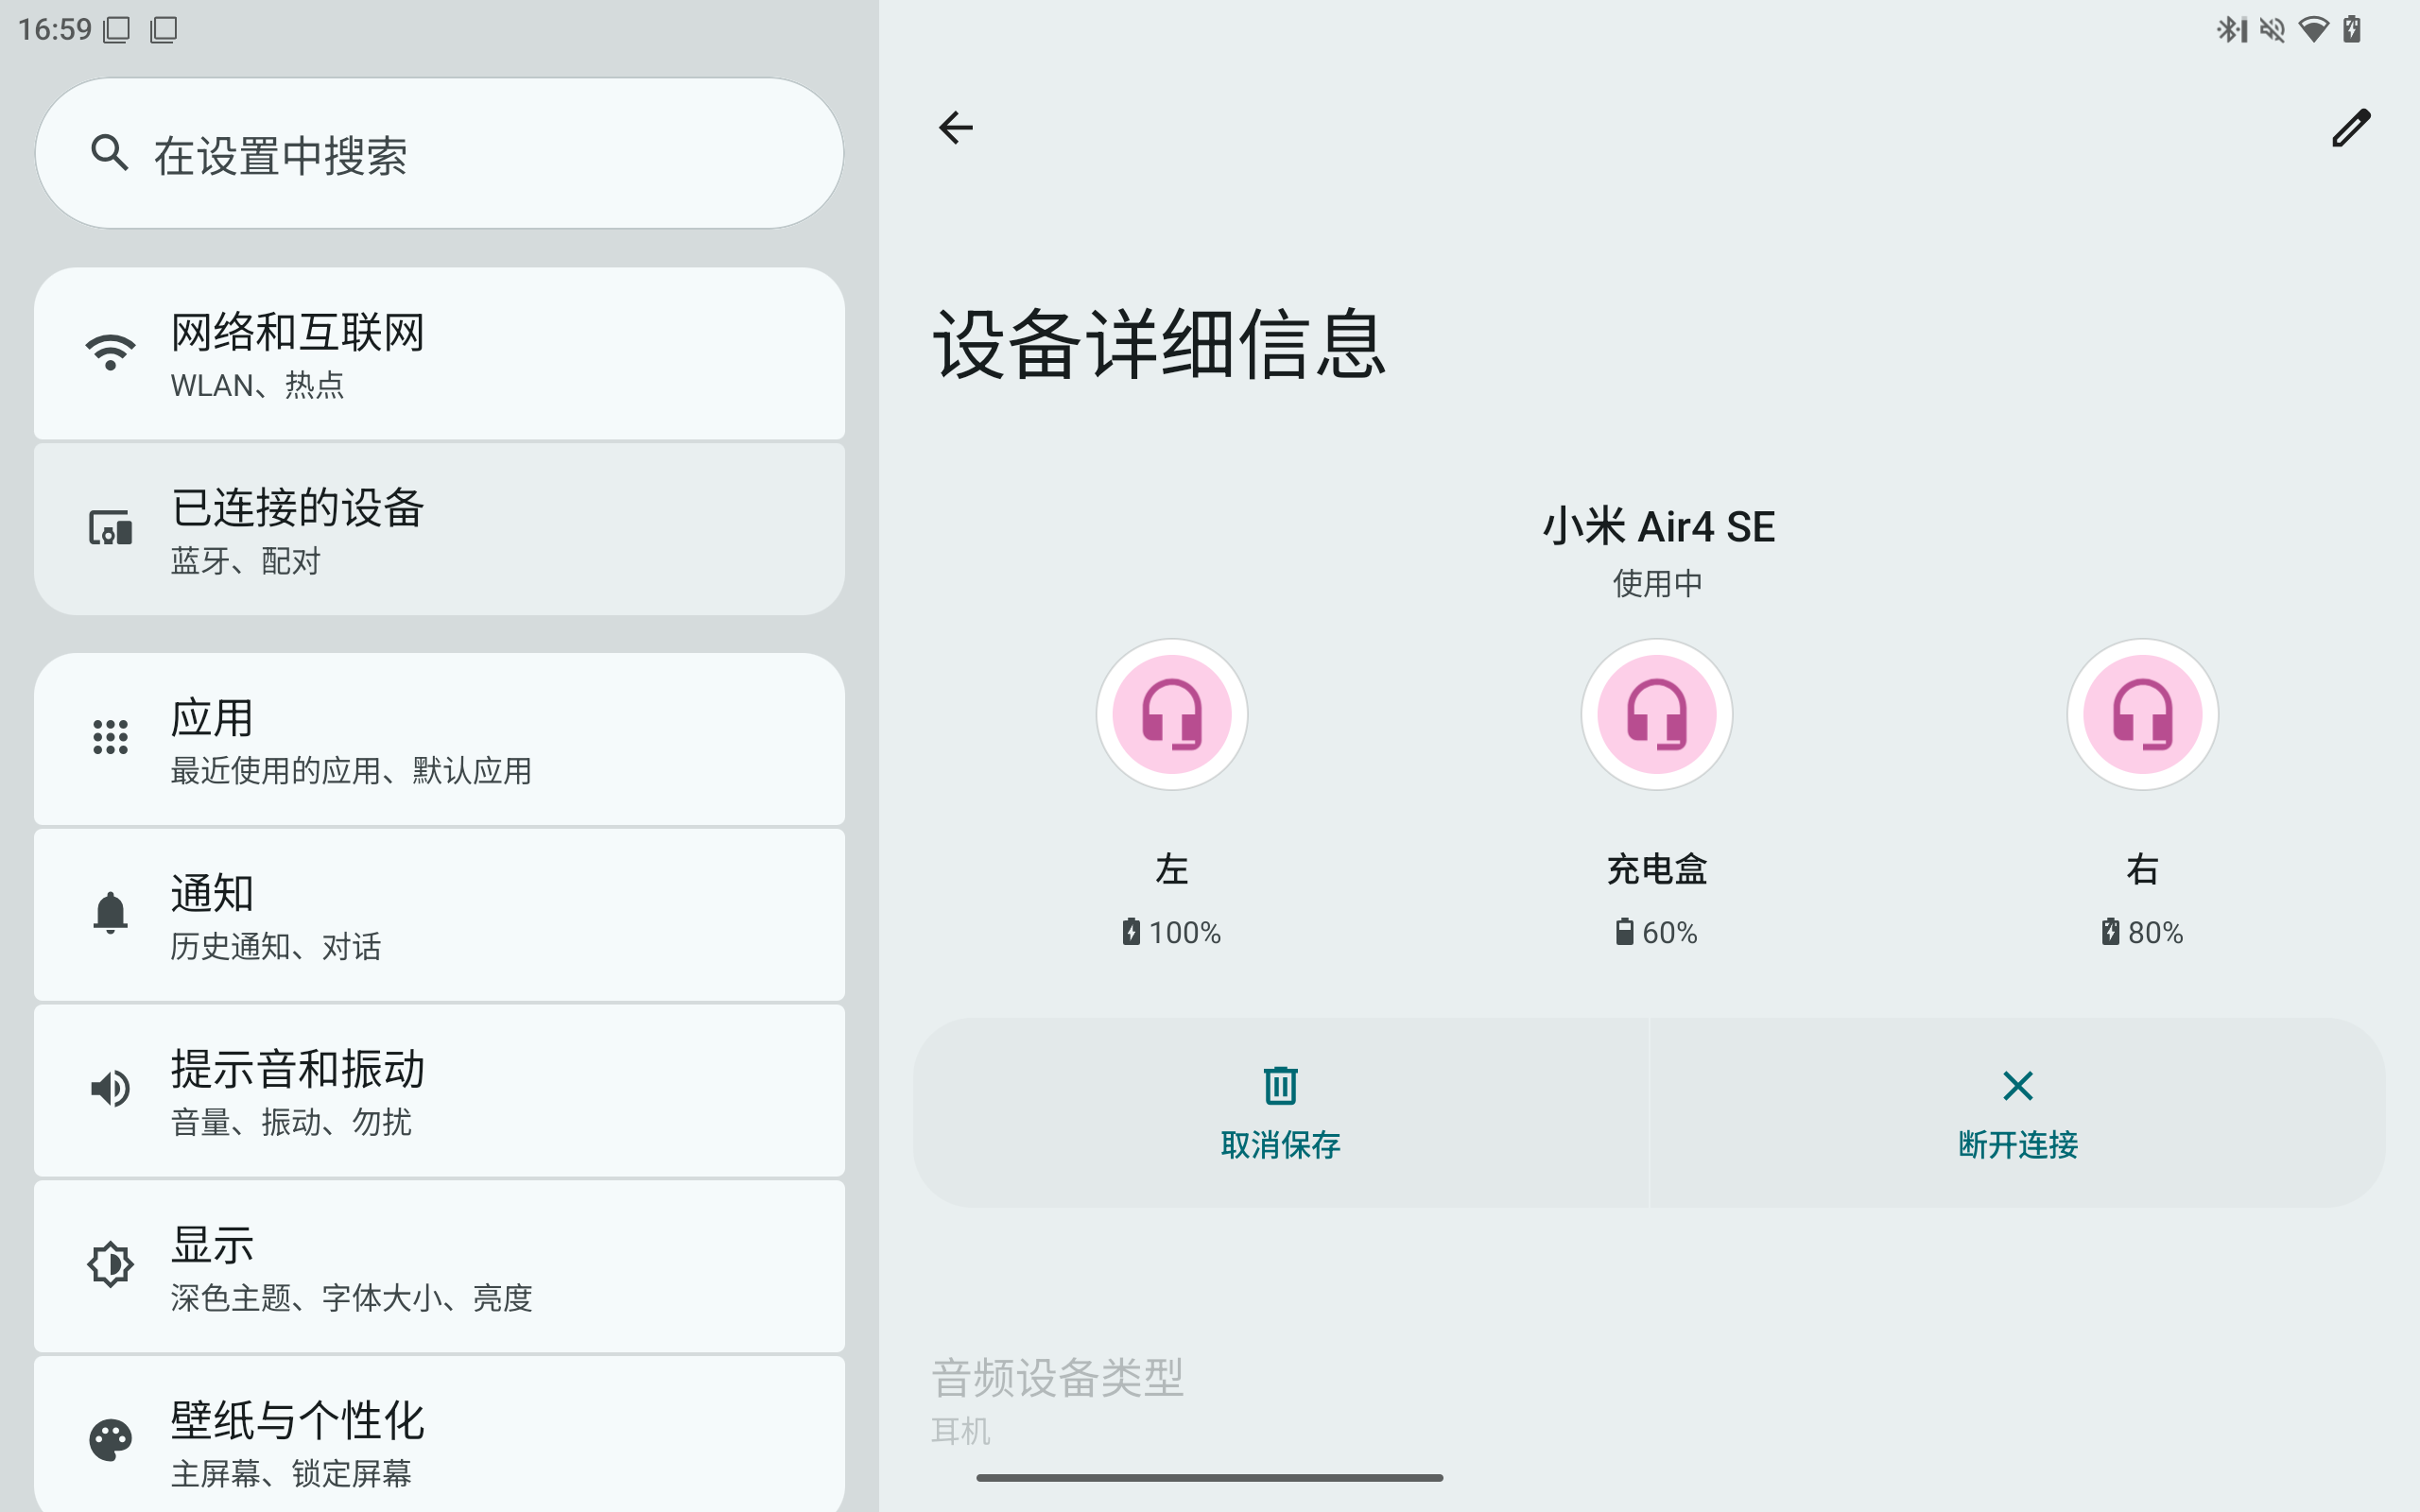 16:59
在设置中搜索
网络和互联网
WLAN、热点
已连接的设备
蓝牙、配对
应用
最近使用的应用、默认应用
通知
历史通知、对话
提示音和振动
音量、振动、勿扰
显示
深色主题、字体大小、亮度
壁纸与个性化
主屏幕、锁定屏幕
设备详细信息
小米 Air4 SE
使用中
左
100%
充电盒
60%
右
80%
取消保存
断开连接
音频设备类型
耳机